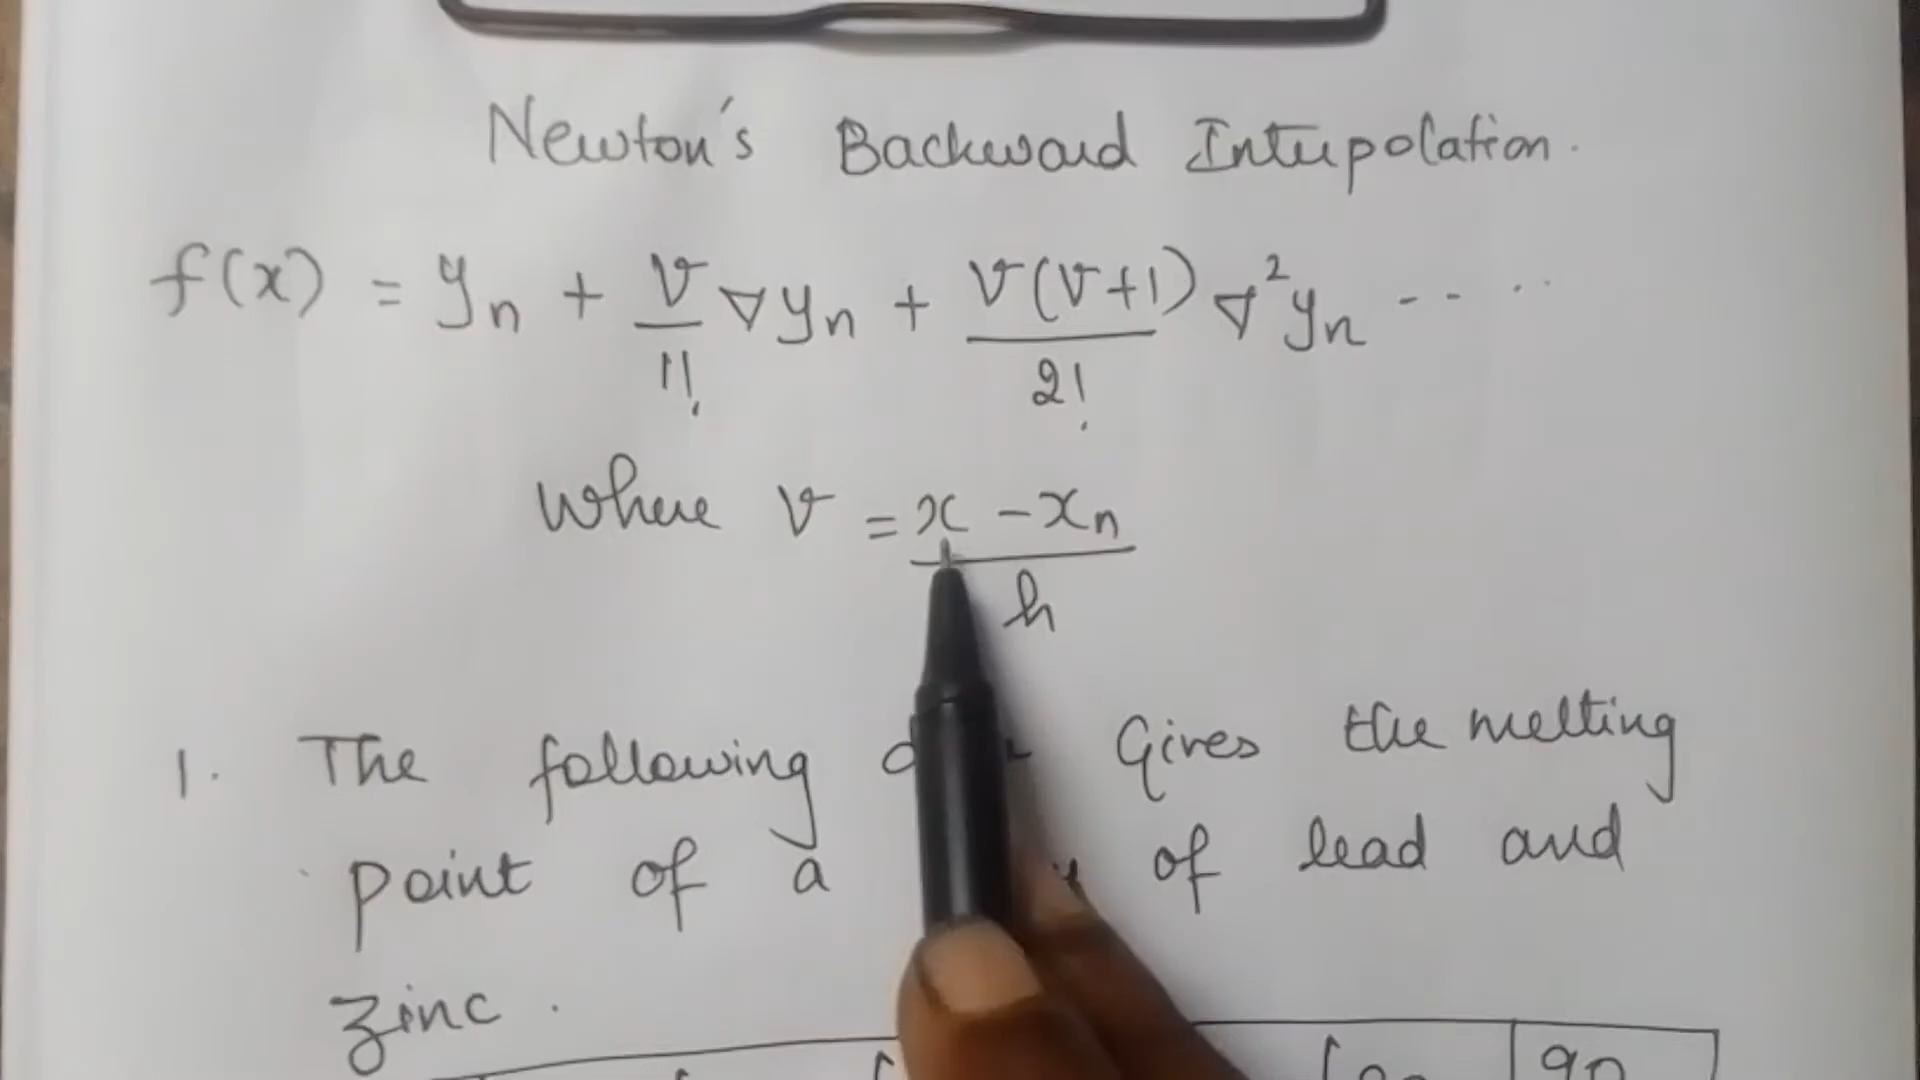 Newton's Backward Interpolation.
f(x) = yn + v/1! ∇yn + v(v+1)/2! ∇²yn -- ..
Where v = x - xn / h
1. The following Gives the melting
point of a of lead and
zinc.
90